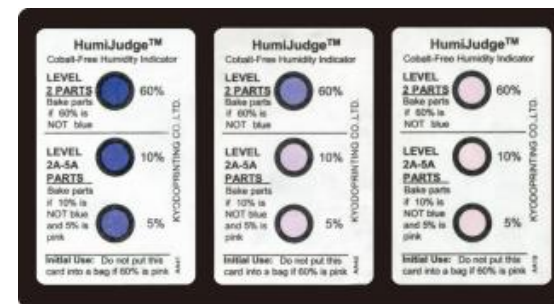 HumiJudge™
Cobalt-Free Humidity Indicator
LEVEL
2 PARTS
Bake parts
if 60% is
NOT blue
60%
LEVEL
2A-5A
PARTS
Bake parts
if 10% is
NOT blue
and 5% is
pink
10%
5%
KYODOPRINTING CO.,LTD.
Initial Use: Do not put this
card into a bag if 60% is pink
HumiJudge™
Cobalt-Free Humidity Indicator
LEVEL
2 PARTS
Bake parts
if 60% is
NOT blue
60%
LEVEL
2A-5A
PARTS
Bake parts
if 10% is
NOT blue
and 5% is
pink
10%
5%
KYODOPRINTING CO.,LTD.
Initial Use: Do not put this
card into a bag if 60% is pink
HumiJudge™
Cobalt-Free Humidity Indicator
LEVEL
2 PARTS
Bake parts
if 60% is
NOT blue
60%
LEVEL
2A-5A
PARTS
Bake parts
if 10% is
NOT blue
and 5% is
pink
10%
5%
KYODOPRINTING CO.,LTD.
Initial Use: Do not put this
card into a bag if 60% is pink